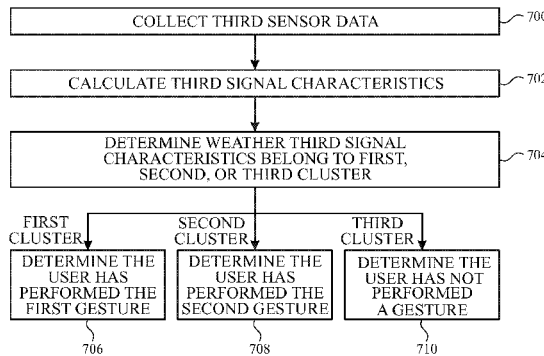 COLLECT THIRD SENSOR DATA
700
CALCULATE THIRD SIGNAL CHARACTERISTICS
702
DETERMINE WEATHER THIRD SIGNAL
CHARACTERISTICS BELONG TO FIRST,
SECOND, OR THIRD CLUSTER
704
FIRST
CLUSTER
SECOND
CLUSTER
THIRD
CLUSTER
DETERMINE THE
USER HAS
PERFORMED THE
FIRST GESTURE
DETERMINE THE
USER HAS
PERFORMED THE
SECOND GESTURE
DETERMINE THE
USER HAS NOT
PERFORMED
A GESTURE
706
708
710